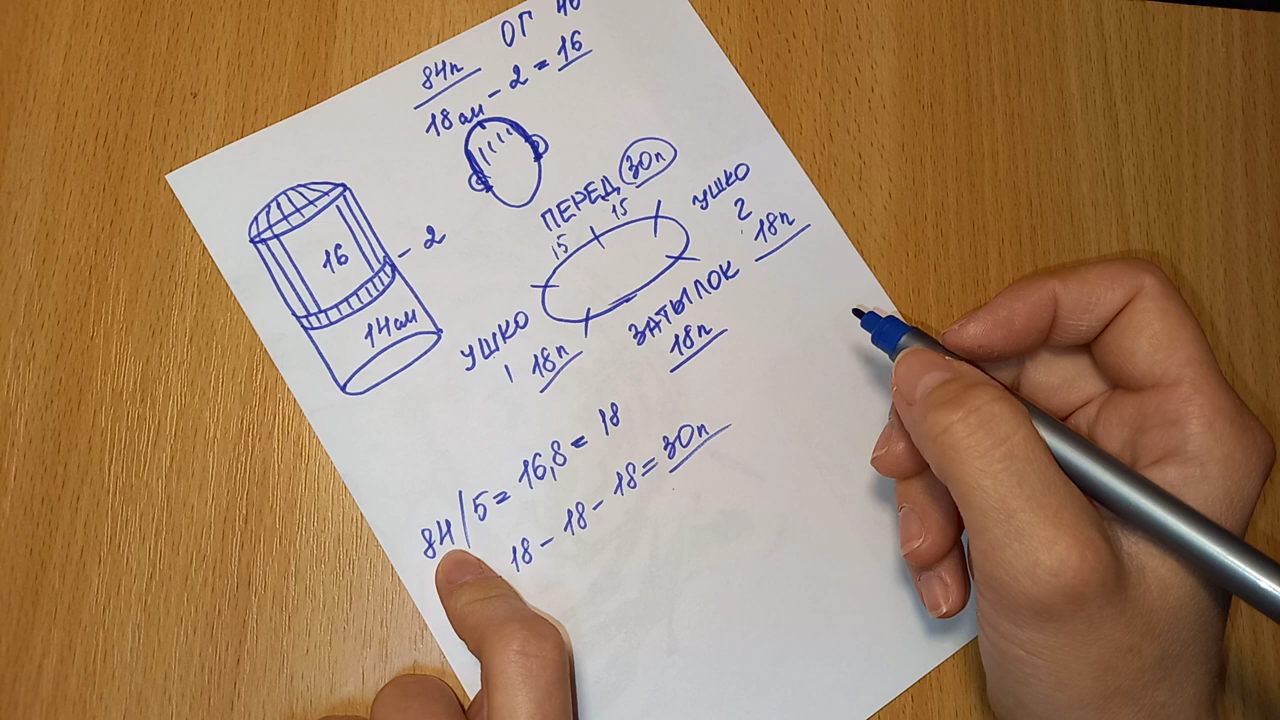 ОГ 46
84п
18 см - 2 = 16
ПЕРЕД 30п
15 15
УШКО
2
18п
16
- 2
14 см
ЗАТЫЛОК
18п
УШКО
1 18п
84/5 = 16,8 = 18
18 - 18 - 18 = 30п